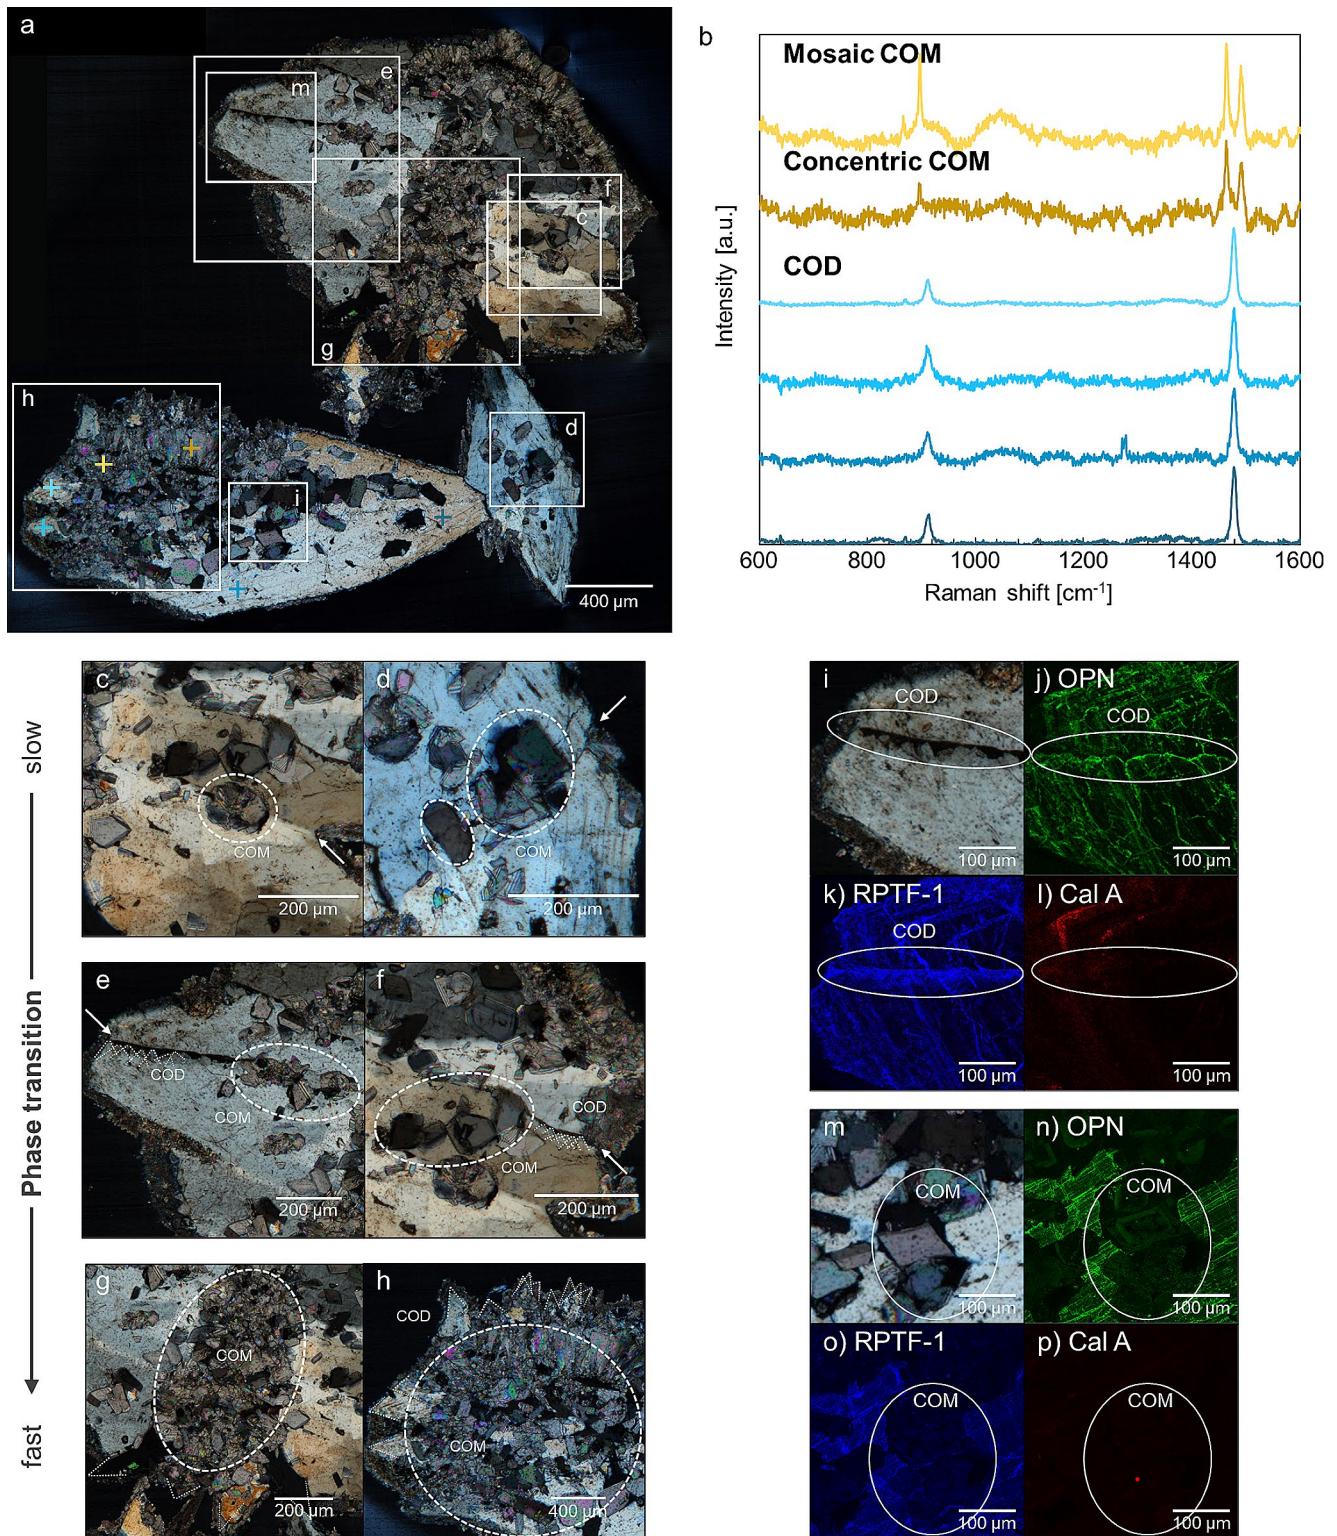 a
m
e
f
c
g
h
d
i
400 µm
b
Mosaic COM
Concentric COM
COD
Intensity [a.u.]
600
800
1000
1200
1400
1600
Raman shift [cm-1]
slow
Phase transition
fast
c
COM
200 µm
d
COM
200 µm
e
COD
COM
200 µm
f
COD
COM
200 µm
g
COM
200 µm
h
COD
COM
400 µm
i
COD
100 µm
j) OPN
COD
100 µm
k) RPTF-1
COD
100 µm
l) Cal A
100 µm
m
COM
100 µm
n) OPN
COM
100 µm
o) RPTF-1
COM
100 µm
p) Cal A
COM
100 µm